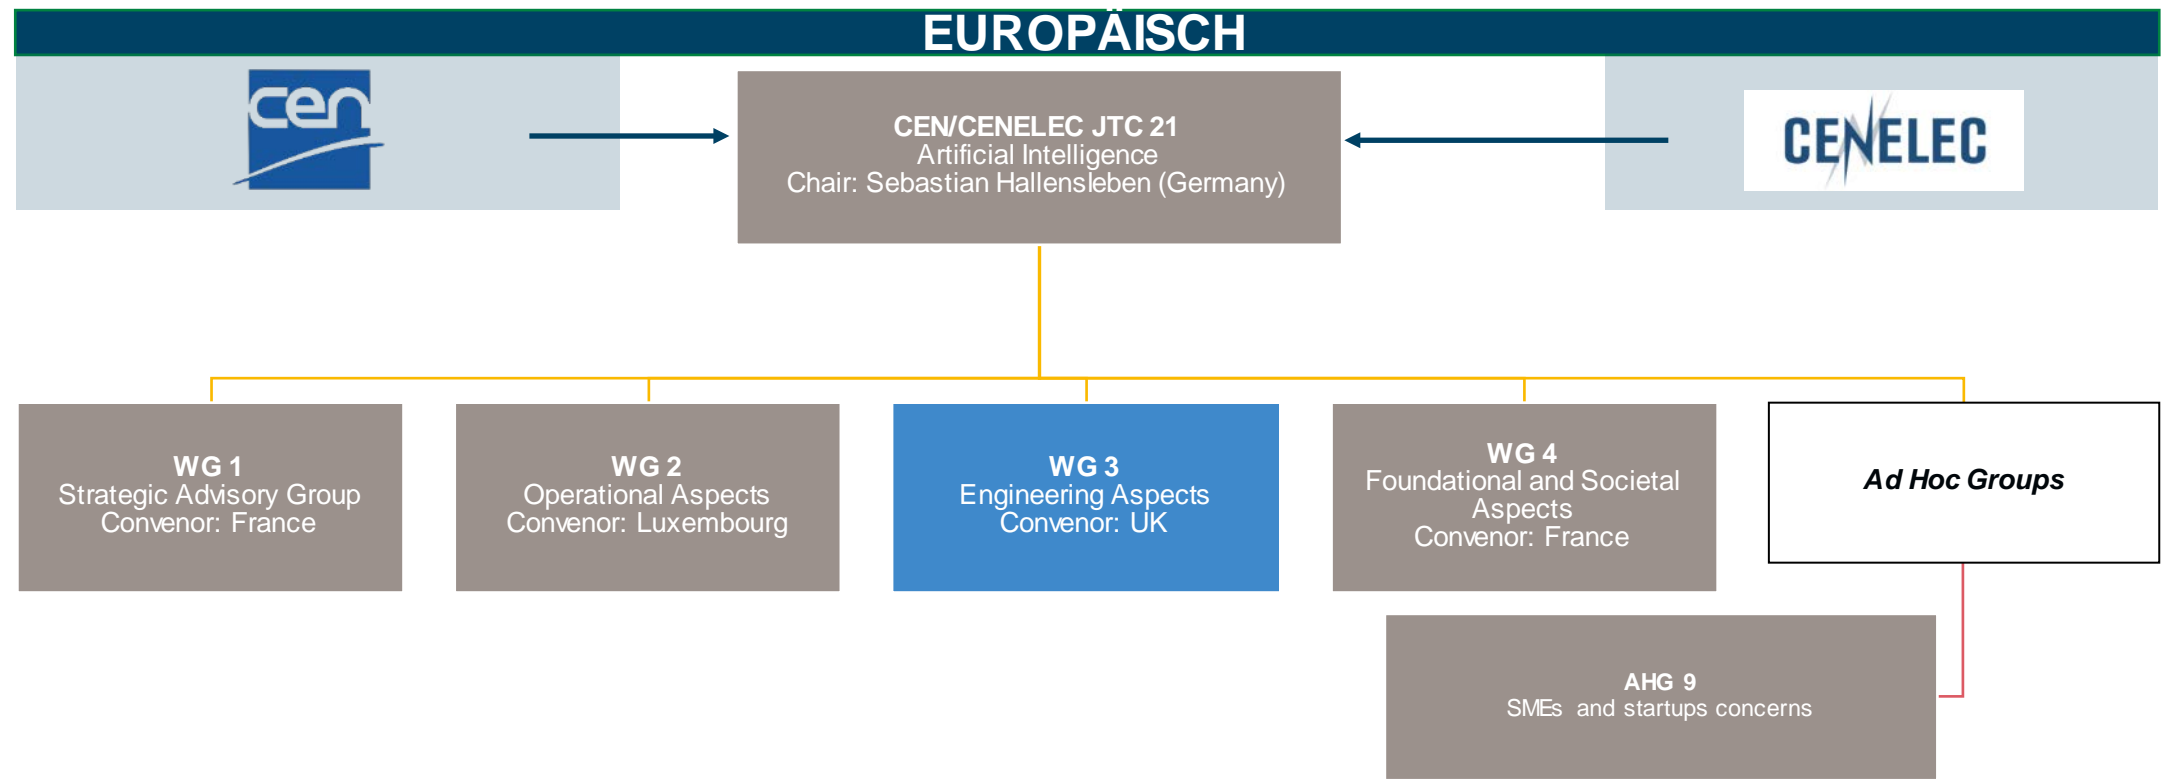 EUROPÄISCH
cen
CEN/CENELEC JTC 21
Artificial Intelligence
Chair: Sebastian Hallensleben (Germany)
CENELEC
WG 1
Strategic Advisory Group
Convenor: France
WG 2
Operational Aspects
Convenor: Luxembourg
WG 3
Engineering Aspects
Convenor: UK
WG 4
Foundational and Societal
Aspects
Convenor: France
Ad Hoc Groups
AHG 9
SMEs and startups concerns